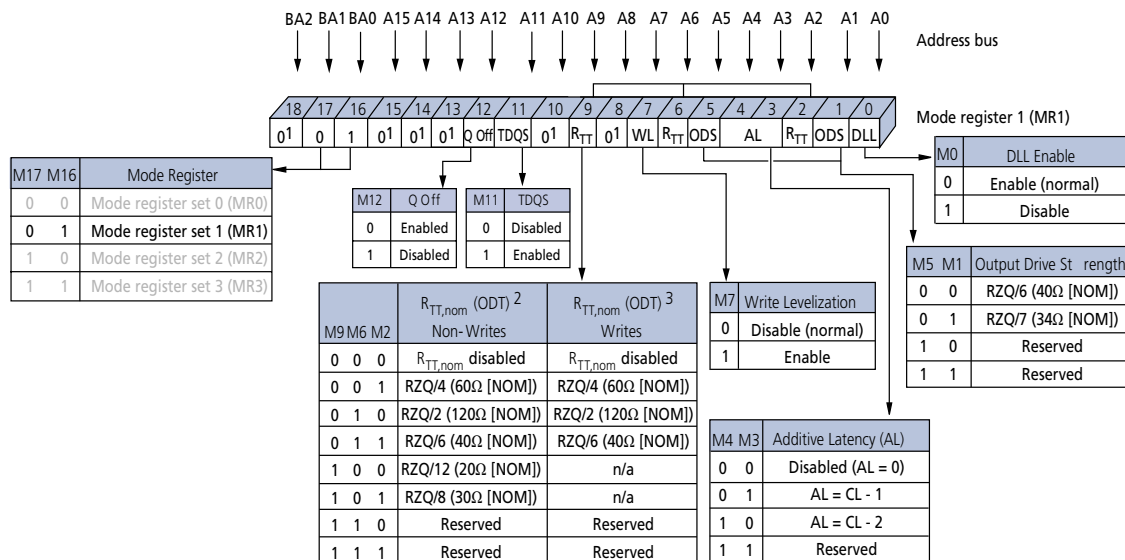 BA2 BA1 BA0 A15 A14 A13 A12 A11 A10 A9 A8 A7 A6 A5 A4 A3 A2 A1 A0
Address bus
18 17 16 15 14 13 12 11 10 9 8 7 6 5 4 3 2 1 0
Mode register 1 (MR1)
0¹ 0 1 0¹ 0¹ 0¹ Q Off TDQS 0¹ RTT 0¹ WL RTT ODS AL RTT ODS DLL
M17 M16 Mode Register
0 0 Mode register set 0 (MR0)
0 1 Mode register set 1 (MR1)
1 0 Mode register set 2 (MR2)
1 1 Mode register set 3 (MR3)
M12 Q Off
0 Enabled
1 Disabled
M11 TDQS
0 Disabled
1 Enabled
M0 DLL Enable
0 Enable (normal)
1 Disable
M5 M1 Output Drive St rength
0 0 RZQ/6 (40Ω [NOM])
0 1 RZQ/7 (34Ω [NOM])
1 0 Reserved
1 1 Reserved
M7 Write Levelization
0 Disable (normal)
1 Enable
M9 M6 M2 RTT,nom (ODT) 2 Non-Writes RTT,nom (ODT) 3 Writes
0 0 0 RTT,nom disabled RTT,nom disabled
0 0 1 RZQ/4 (60Ω [NOM]) RZQ/4 (60Ω [NOM])
0 1 0 RZQ/2 (120Ω [NOM]) RZQ/2 (120Ω [NOM])
0 1 1 RZQ/6 (40Ω [NOM]) RZQ/6 (40Ω [NOM])
1 0 0 RZQ/12 (20Ω [NOM]) n/a
1 0 1 RZQ/8 (30Ω [NOM]) n/a
1 1 0 Reserved Reserved
1 1 1 Reserved Reserved
M4 M3 Additive Latency (AL)
0 0 Disabled (AL = 0)
0 1 AL = CL - 1
1 0 AL = CL - 2
1 1 Reserved